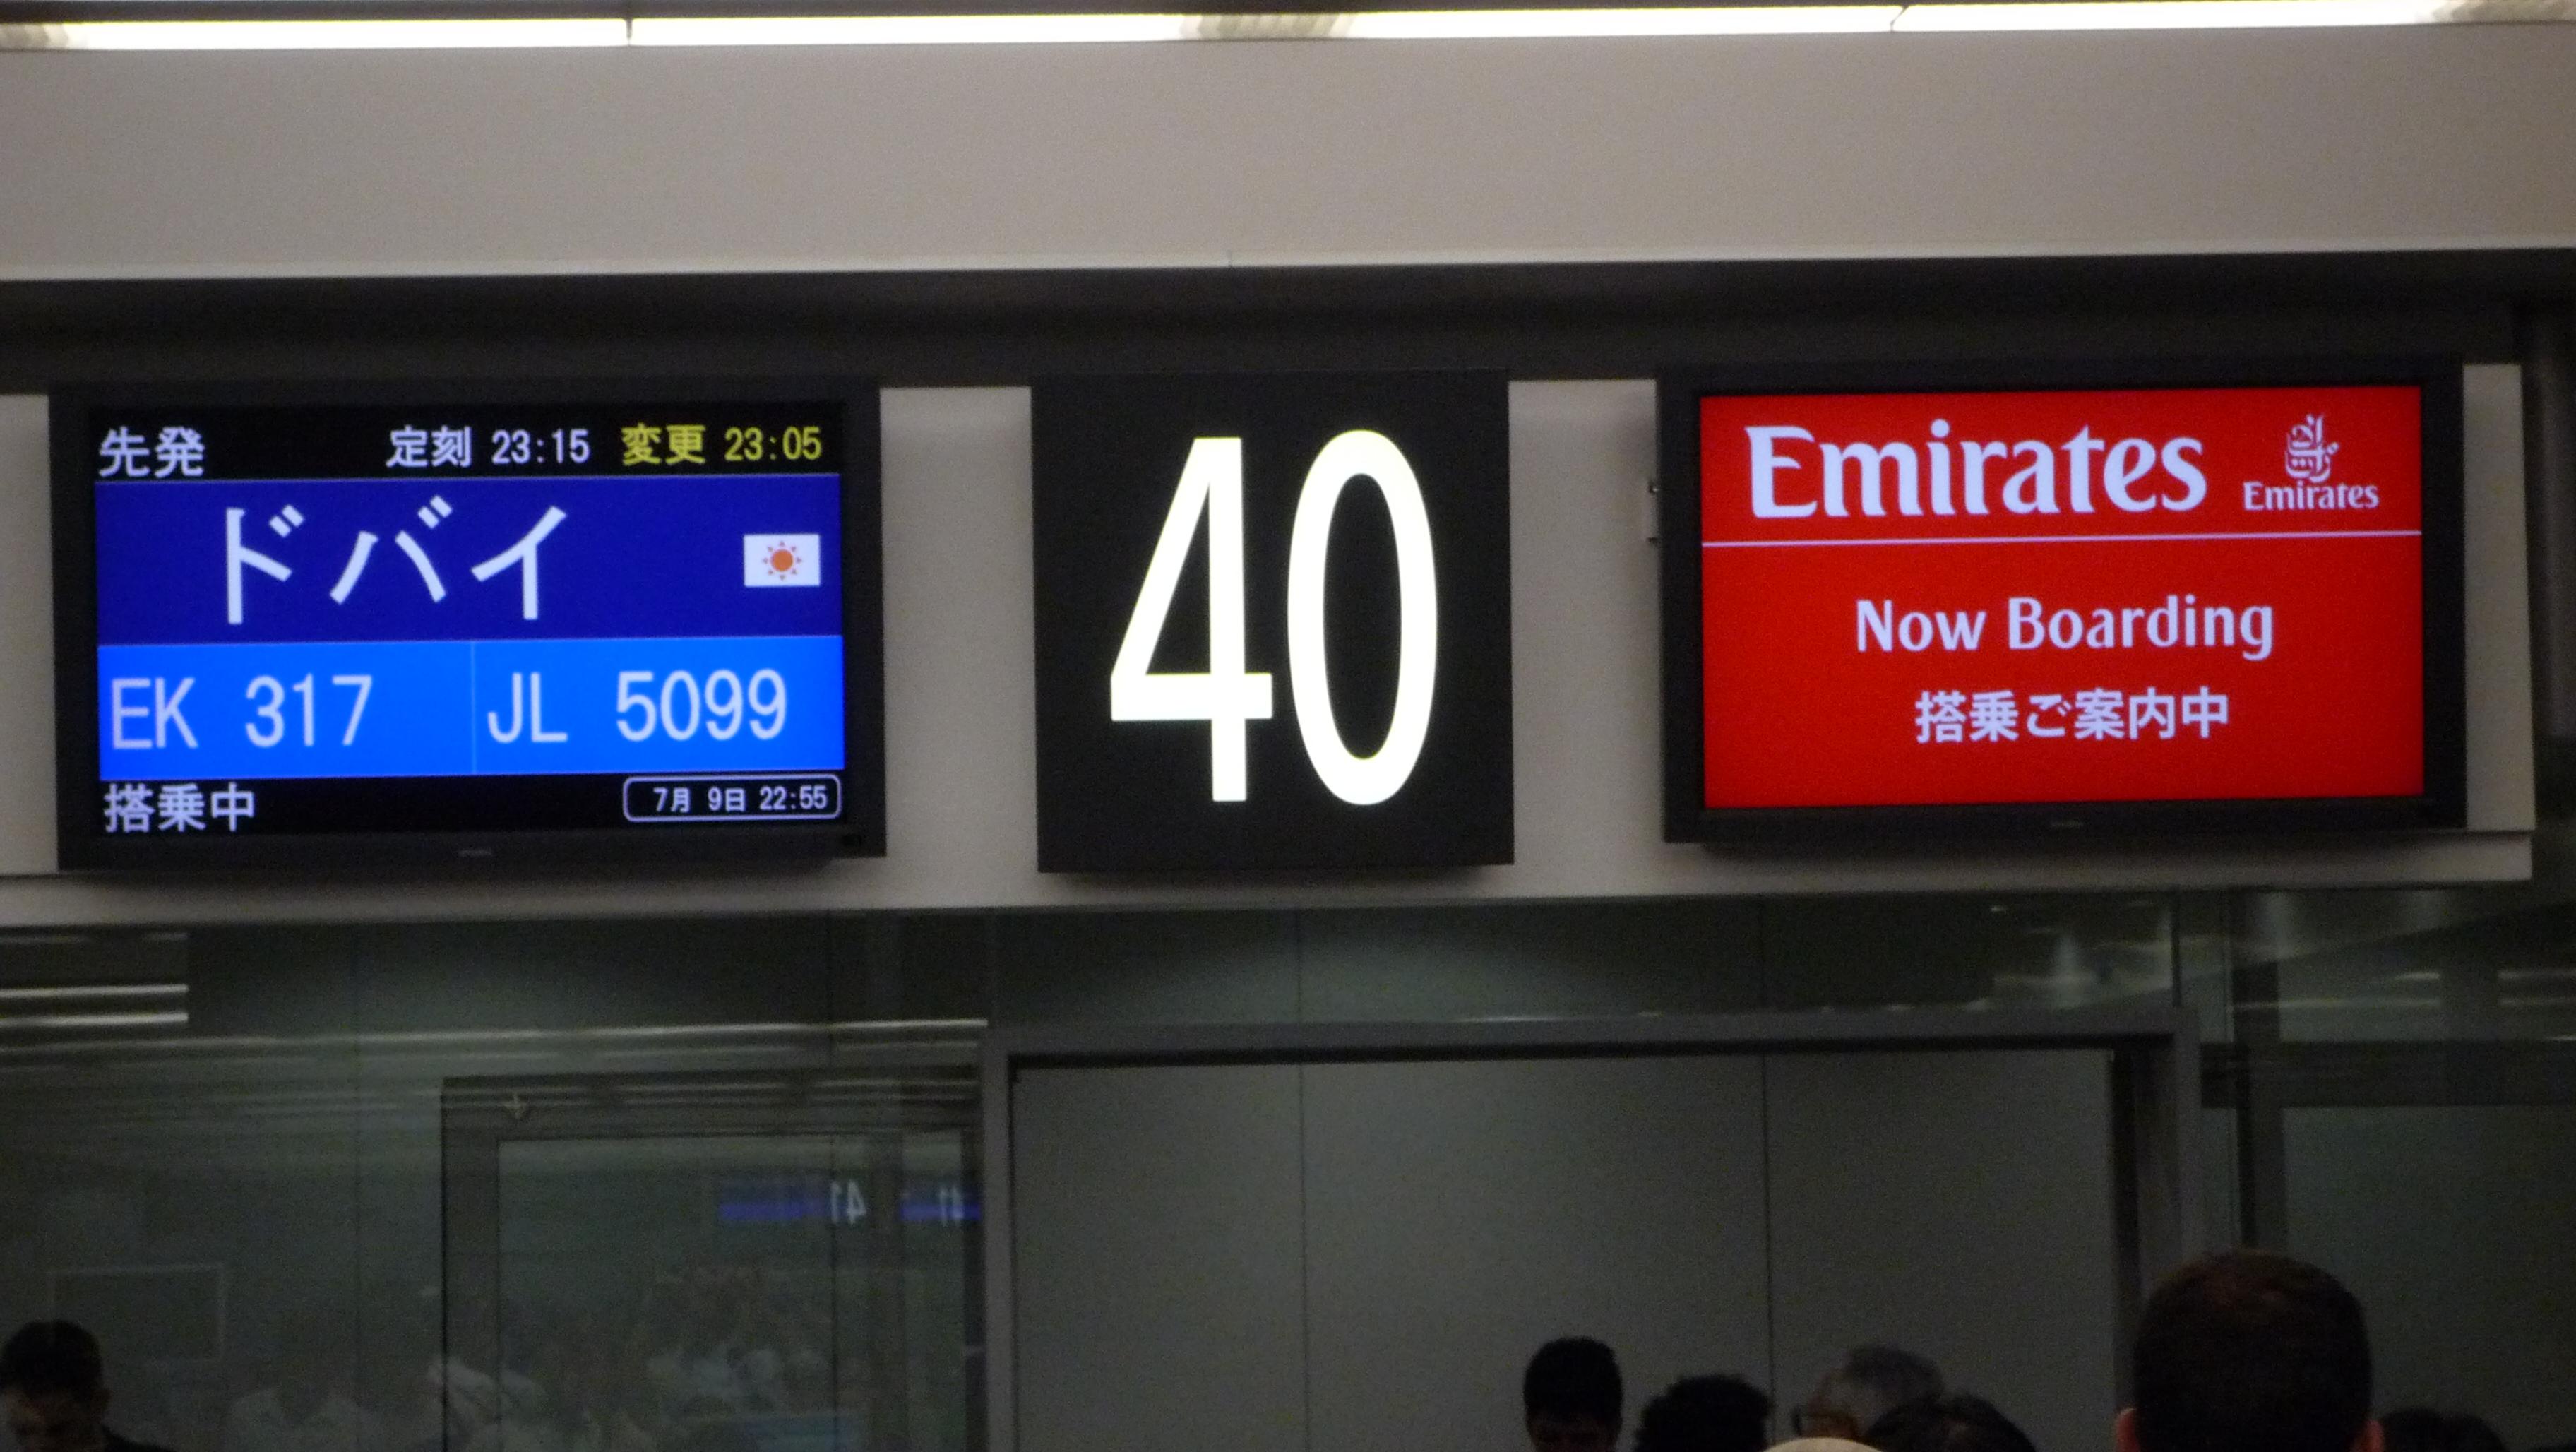 先発 定刻 23:15 変更 23:05
ドバイ
EK 317 JL 5099
搭乗中 7月 9日 22:55
40
Emirates
Emirates
Now Boarding
搭乗ご案内中
41